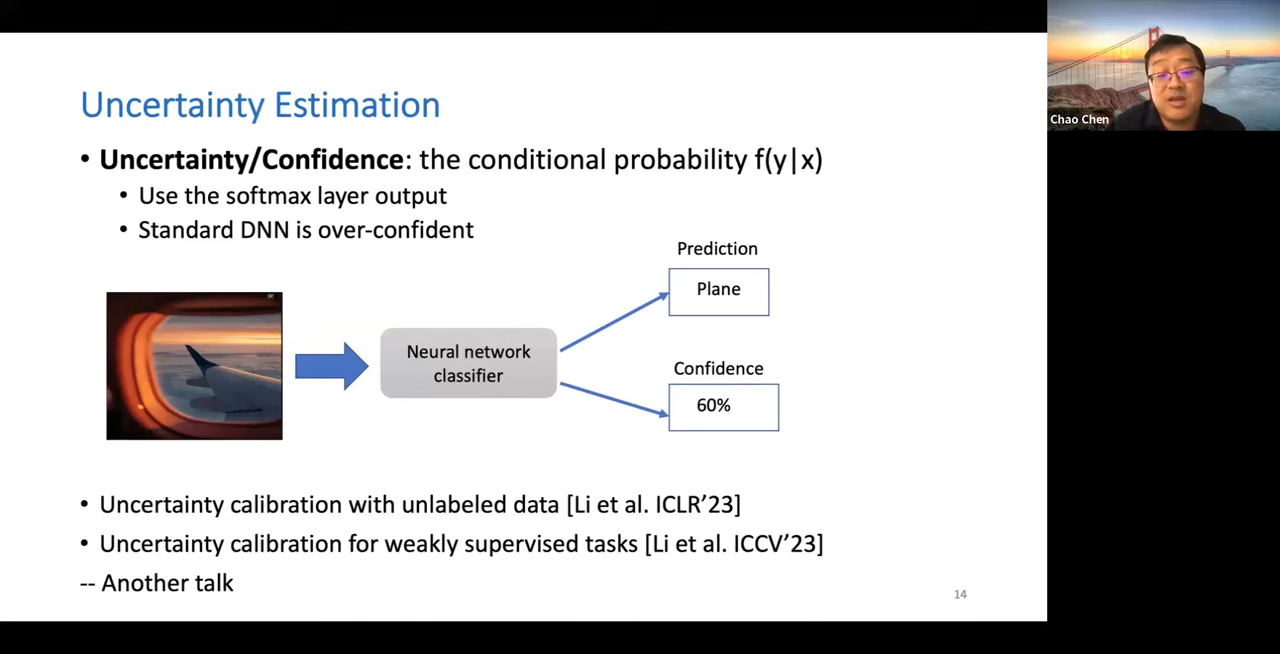 Uncertainty Estimation
• Uncertainty/Confidence: the conditional probability f(y|x)
• Use the softmax layer output
• Standard DNN is over-confident
Prediction
Plane
Neural network
classifier
Confidence
60%
• Uncertainty calibration with unlabeled data [Li et al. ICLR’23]
• Uncertainty calibration for weakly supervised tasks [Li et al. ICCV’23]
-- Another talk
14
Chao Chen